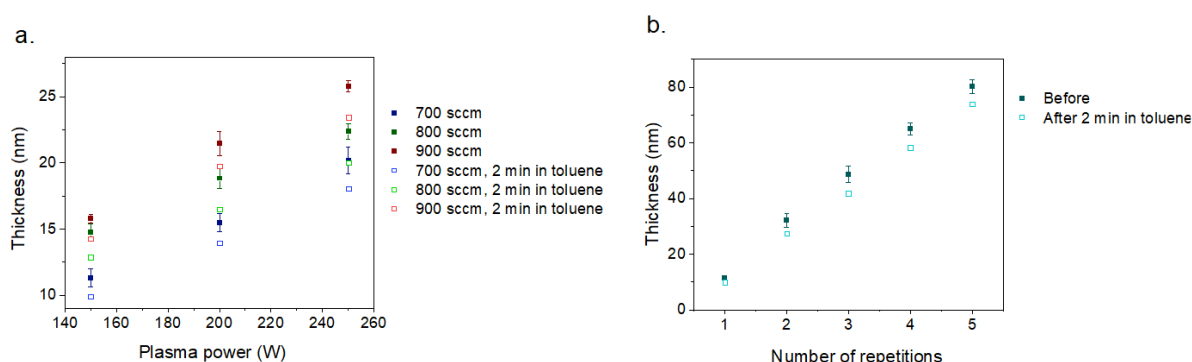 a.
Thickness (nm)
25
20
15
10
140 160 180 200 220 240 260
Plasma power (W)
700 sccm
800 sccm
900 sccm
700 sccm, 2 min in toluene
800 sccm, 2 min in toluene
900 sccm, 2 min in toluene
b.
Thickness (nm)
80
60
40
20
0
1 2 3 4 5
Number of repetitions
Before
After 2 min in toluene